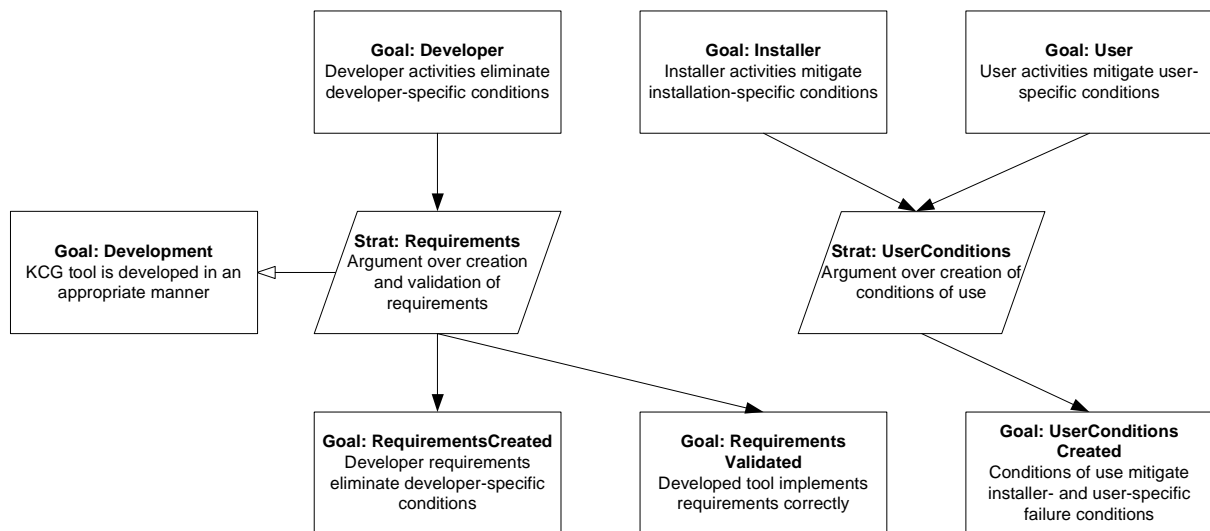 Goal: Developer
Developer activities eliminate
developer-specific conditions
Goal: Installer
Installer activities mitigate
installation-specific conditions
Goal: User
User activities mitigate user-
specific conditions
Goal: Development
KCG tool is developed in an
appropriate manner
Strat: Requirements
Argument over creation
and validation of
requirements
Strat: UserConditions
Argument over creation of
conditions of use
Goal: RequirementsCreated
Developer requirements
eliminate developer-specific
conditions
Goal: Requirements
Validated
Developed tool implements
requirements correctly
Goal: UserConditions
Created
Conditions of use mitigate
installer- and user-specific
failure conditions